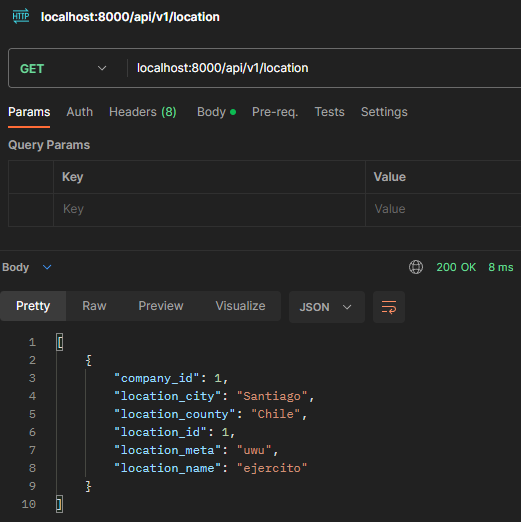 HTTP localhost:8000/api/v1/location
GET localhost:8000/api/v1/location
Params Auth Headers (8) Body Pre-req. Tests Settings
Query Params
Key Value
Key Value
Body 200 OK 8 ms
Pretty Raw Preview Visualize JSON
1 [
2 {
3 "company_id": 1,
4 "location_city": "Santiago",
5 "location_county": "Chile",
6 "location_id": 1,
7 "location_meta": "uwu",
8 "location_name": "ejercito"
9 }
10 ]